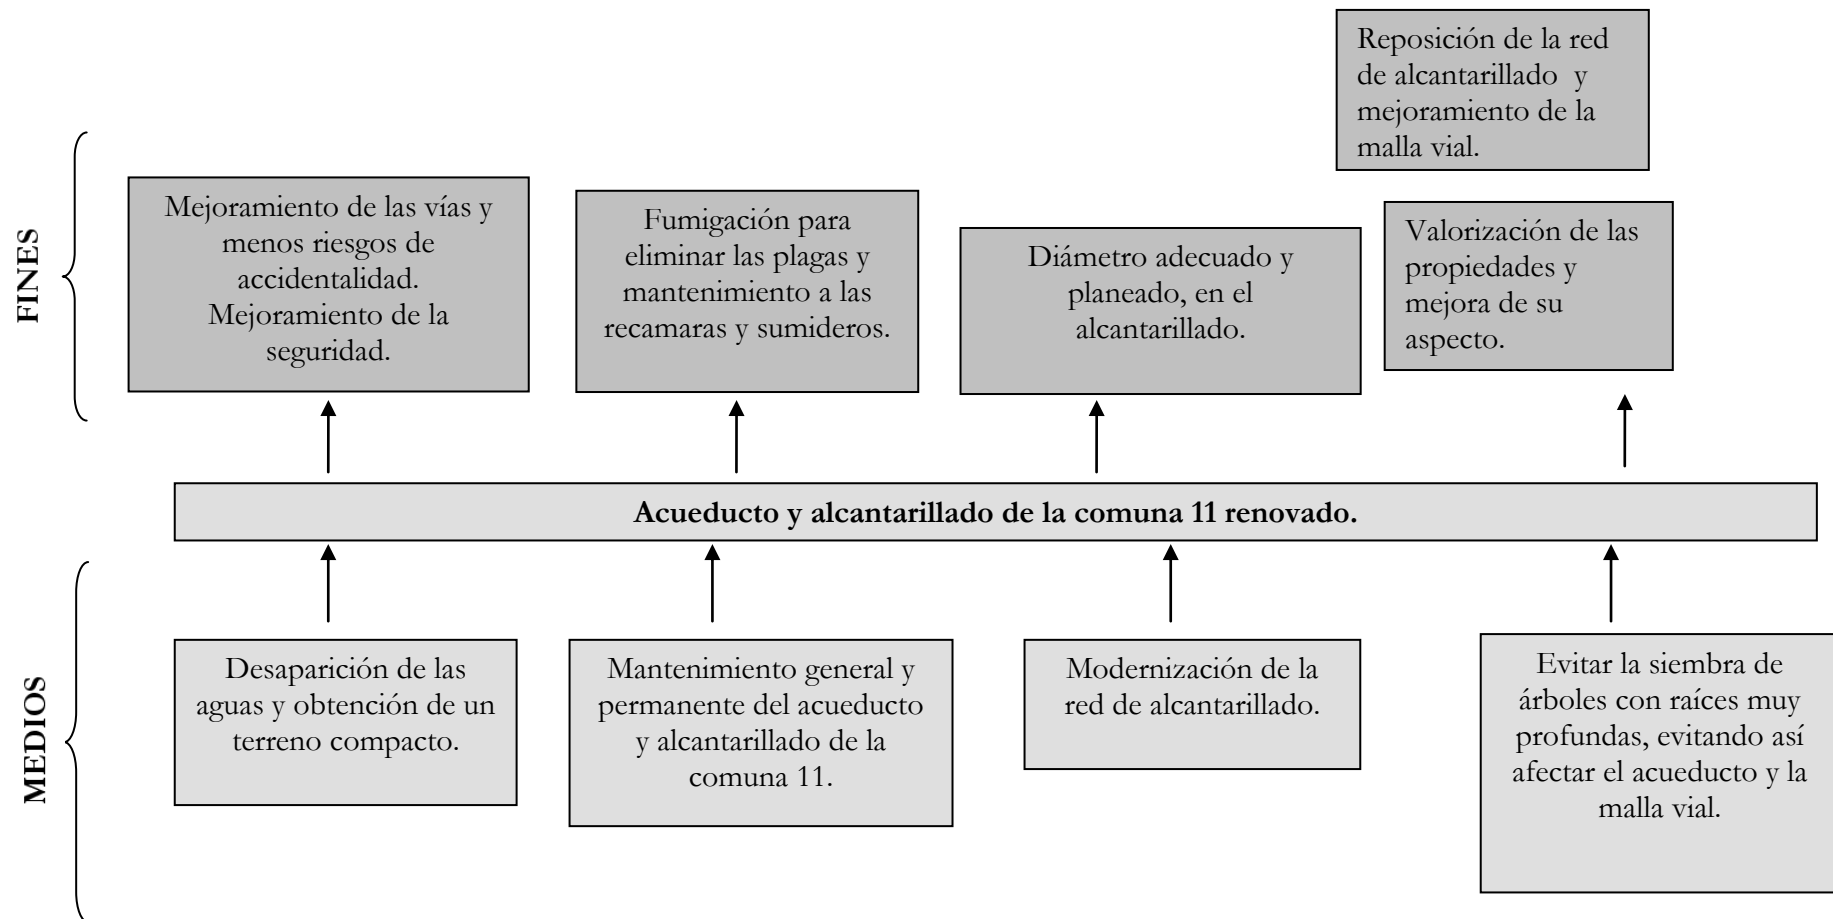 Reposición de la red
de alcantarillado y
mejoramiento de la
malla vial.
FINES
Mejoramiento de las vías y
menos riesgos de
accidentalidad.
Mejoramiento de la
seguridad.
Fumigación para
eliminar las plagas y
mantenimiento a las
recamaras y sumideros.
Diámetro adecuado y
planeado, en el
alcantarillado.
Valorización de las
propiedades y
mejora de su
aspecto.
Acueducto y alcantarillado de la comuna 11 renovado.
MEDIOS
Desaparición de las
aguas y obtención de un
terreno compacto.
Mantenimiento general y
permanente del acueducto
y alcantarillado de la
comuna 11.
Modernización de la
red de alcantarillado.
Evitar la siembra de
árboles con raíces muy
profundas, evitando así
afectar el acueducto y la
malla vial.